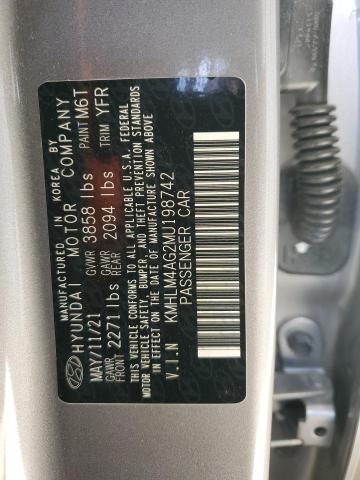 MANUFACTURED IN KOREA BY
HYUNDAI MOTOR COMPANY
MAY/11/21 GVWR 3858 lbs PAINT M6T
GAWR FRONT 2271 lbs GAWR REAR 2094 lbs TRIM YFR
THIS VEHICLE CONFORMS TO ALL APPLICABLE U.S.A. FEDERAL
MOTOR VEHICLE SAFETY, BUMPER, AND THEFT PREVENTION STANDARDS
IN EFFECT ON THE DATE OF MANUFACTURE SHOWN ABOVE
V.I.N KMHLM4AG2MU198742
PASSENGER CAR